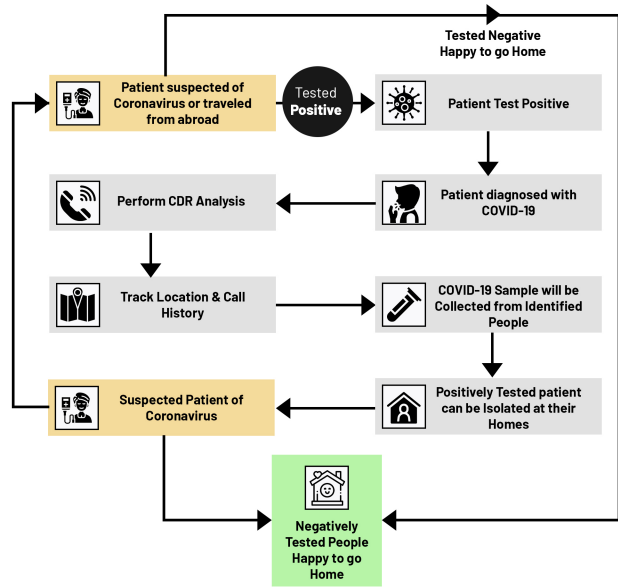 Tested Negative
Happy to go Home
Patient suspected of
Coronavirus or traveled
from abroad
Tested
Positive
Patient Test Positive
Perform CDR Analysis
Patient diagnosed with
COVID-19
Track Location & Call
History
COVID-19 Sample will be
Collected from Identified
People
Suspected Patient of
Coronavirus
Positively Tested patient
can be Isolated at their
Homes
Negatively
Tested People
Happy to go
Home